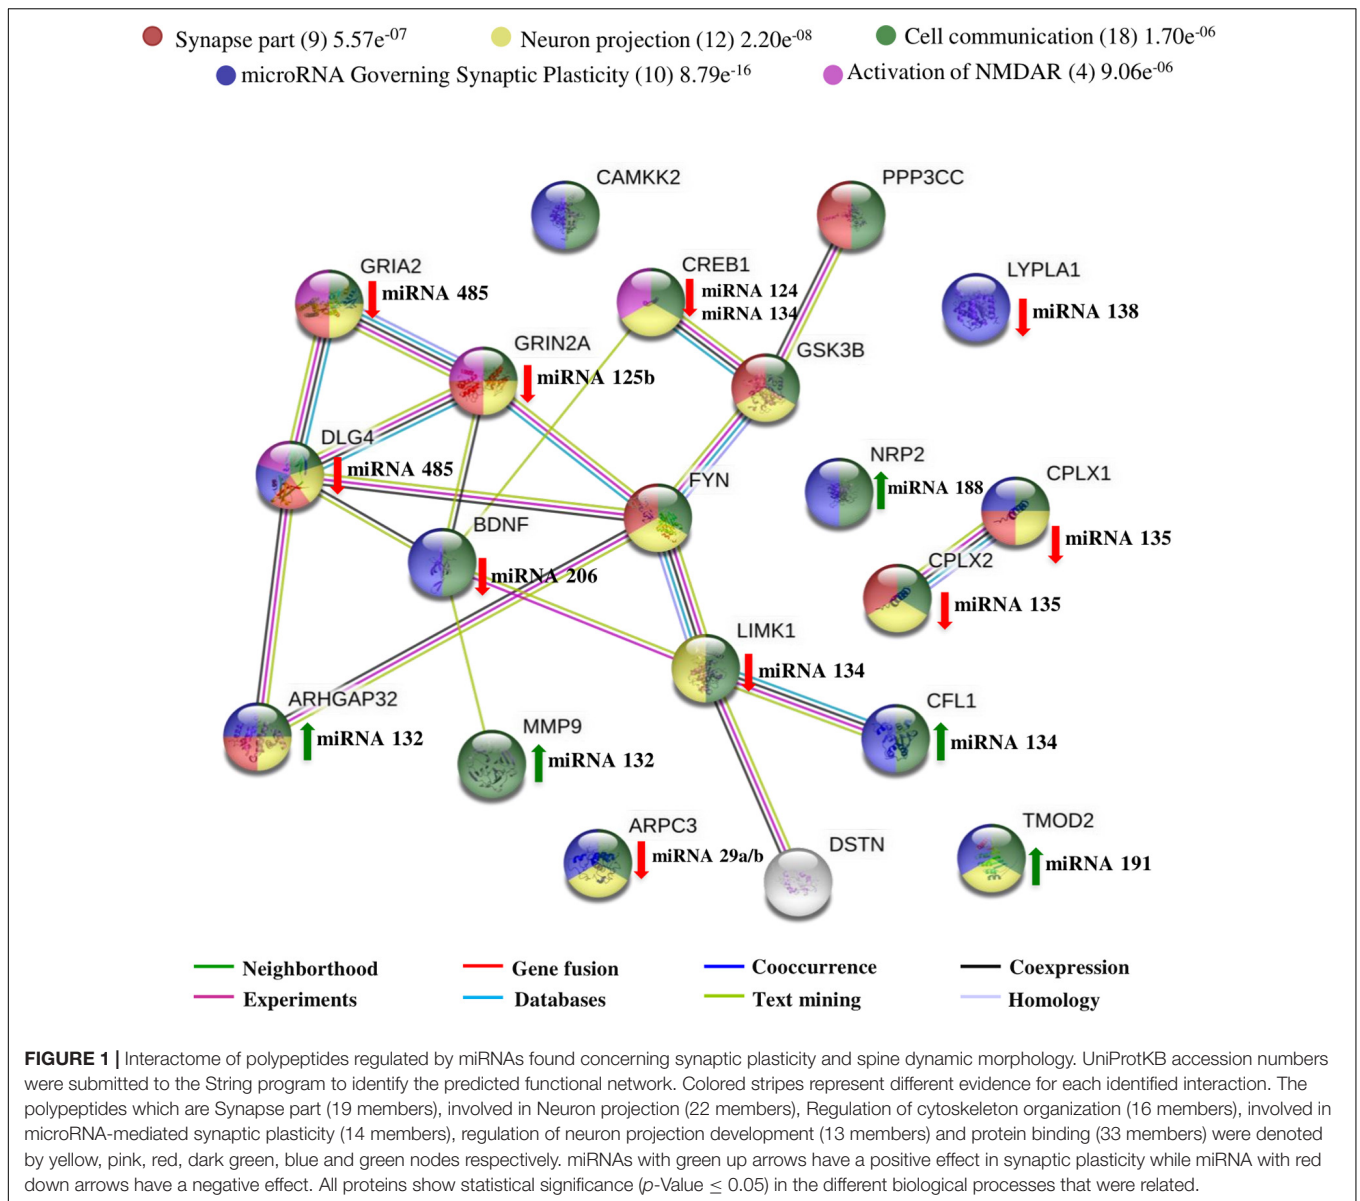 Synapse part (9) 5.57e-07
Neuron projection (12) 2.20e-08
Cell communication (18) 1.70e-06
microRNA Governing Synaptic Plasticity (10) 8.79e-16
Activation of NMDAR (4) 9.06e-06
CAMKK2
PPP3CC
GRIA2
miRNA 485
CREB1
miRNA 124
miRNA 134
LYPLA1
miRNA 138
GRIN2A
miRNA 125b
GSK3B
DLG4
miRNA 485
FYN
NRP2
miRNA 188
CPLX1
miRNA 135
BDNF
miRNA 206
CPLX2
miRNA 135
LIMK1
miRNA 134
ARHGAP32
miRNA 132
MMP9
miRNA 132
CFL1
miRNA 134
ARPC3
miRNA 29a/b
DSTN
TMOD2
miRNA 191
Neighborthood
Gene fusion
Cooccurrence
Coexpression
Experiments
Databases
Text mining
Homology
FIGURE 1 | Interactome of polypeptides regulated by miRNAs found concerning synaptic plasticity and spine dynamic morphology. UniProtKB accession numbers
were submitted to the String program to identify the predicted functional network. Colored stripes represent different evidence for each identified interaction. The
polypeptides which are Synapse part (19 members), involved in Neuron projection (22 members), Regulation of cytoskeleton organization (16 members), involved in
microRNA-mediated synaptic plasticity (14 members), regulation of neuron projection development (13 members) and protein binding (33 members) were denoted
by yellow, pink, red, dark green, blue and green nodes respectively. miRNAs with green up arrows have a positive effect in synaptic plasticity while miRNA with red
down arrows have a negative effect. All proteins show statistical significance (p-Value ≤ 0.05) in the different biological processes that were related.